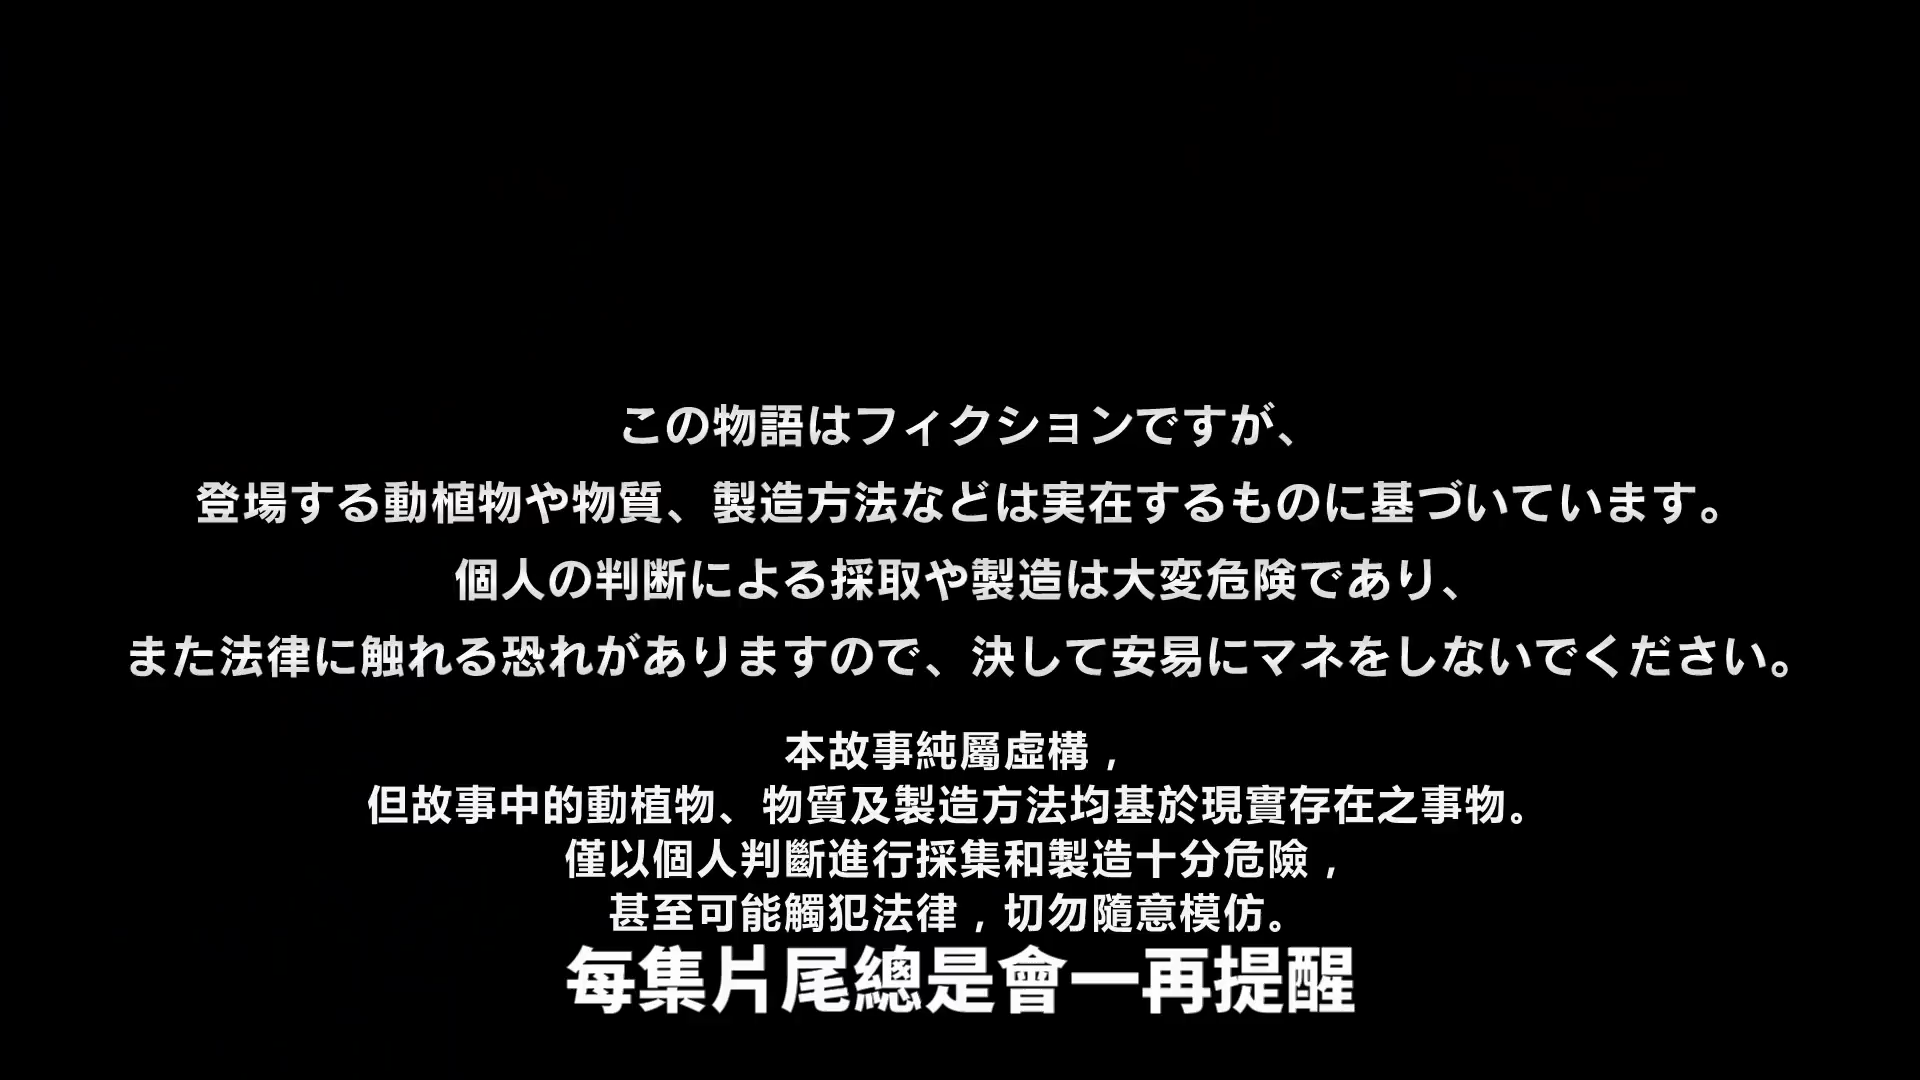 この物語はフィクションですが、
登場する動植物や物質、製造方法などは実在するものに基づいています。
個人の判断による採取や製造は大変危険であり、
また法律に触れる恐れがありますので、決して安易にマネをしないでください。
本故事純屬虛構，
但故事中的動植物、物質及製造方法均基於現實存在之事物。
僅以個人判斷進行採集和製造十分危險，
甚至可能觸犯法律，切勿隨意模仿。
每集片尾總是會一再提醒